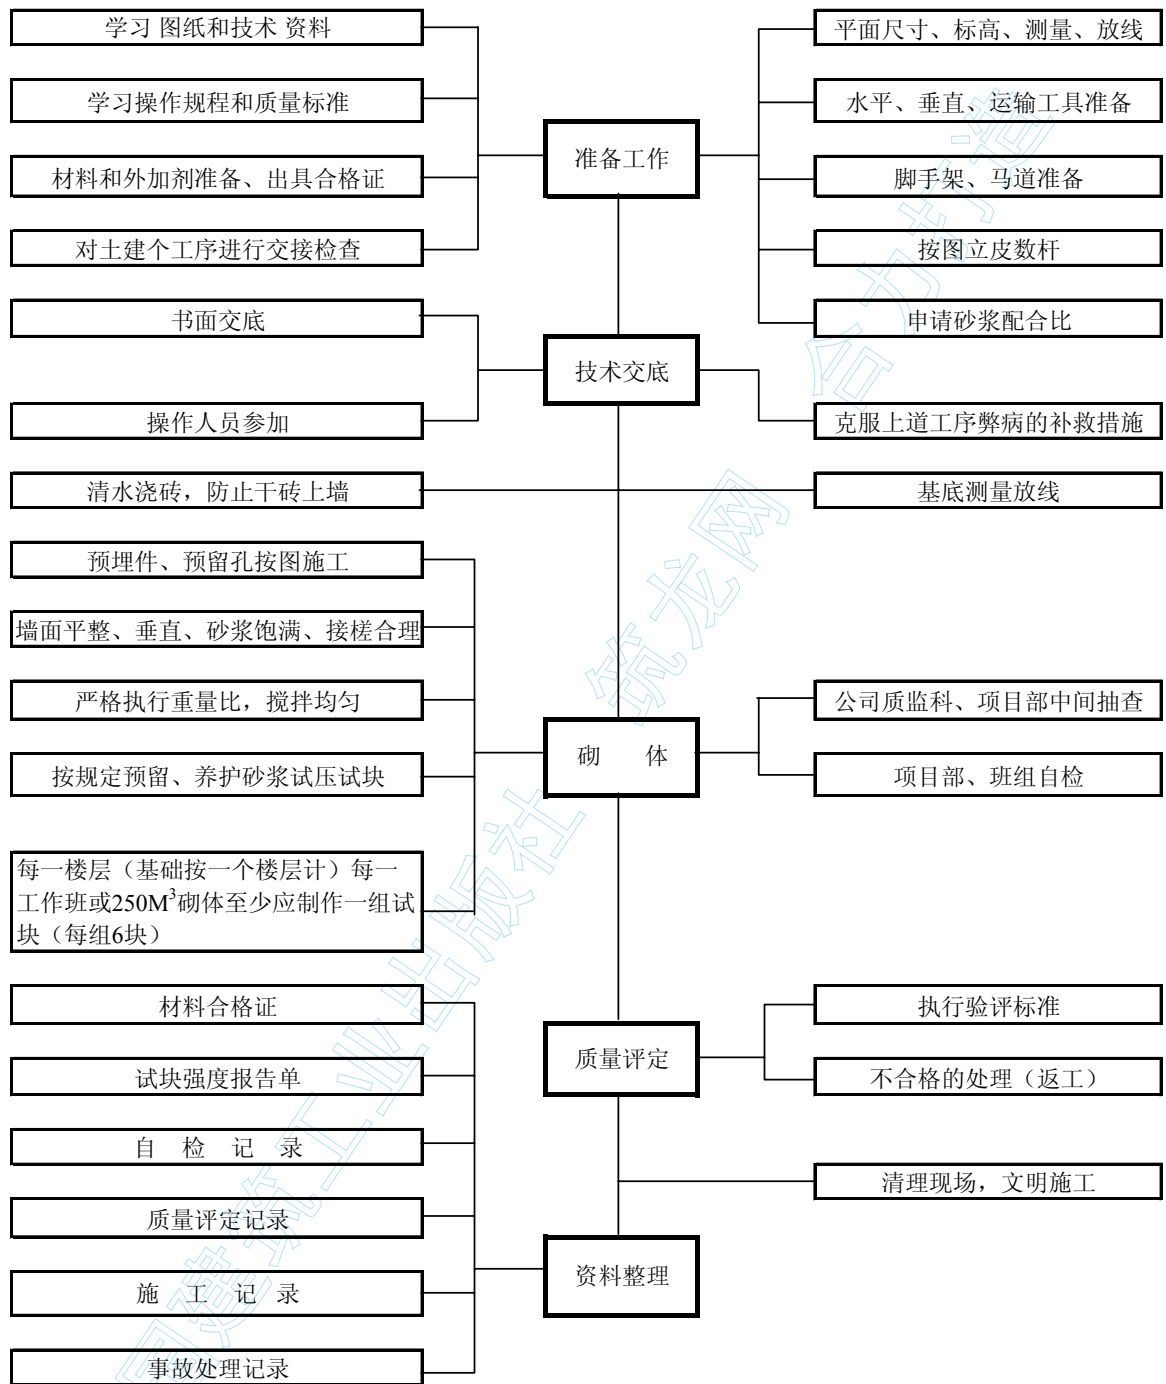 学习 图纸和技术 资料
学习操作规程和质量标准
材料和外加剂准备、出具合格证
对土建个工序进行交接检查
准备工作
平面尺寸、标高、测量、放线
水平、垂直、运输工具准备
脚手架、马道准备
按图立皮数杆
申请砂浆配合比
书面交底
操作人员参加
技术交底
克服上道工序弊病的补救措施
清水浇砖，防止干砖上墙
基底测量放线
预埋件、预留孔按图施工
墙面平整、垂直、砂浆饱满、接槎合理
严格执行重量比，搅拌均匀
按规定预留、养护砂浆试压试块
每一楼层（基础按一个楼层计）每一
工作班或250M³砌体至少应制作一组试
块（每组6块）
砌 体
公司质监科、项目部中间抽查
项目部、班组自检
质量评定
执行验评标准
不合格的处理（返工）
清理现场，文明施工
材料合格证
试块强度报告单
自 检 记 录
质量评定记录
施 工 记 录
事故处理记录
资料整理
国建筑工业出版社 筑龙网 合力打造